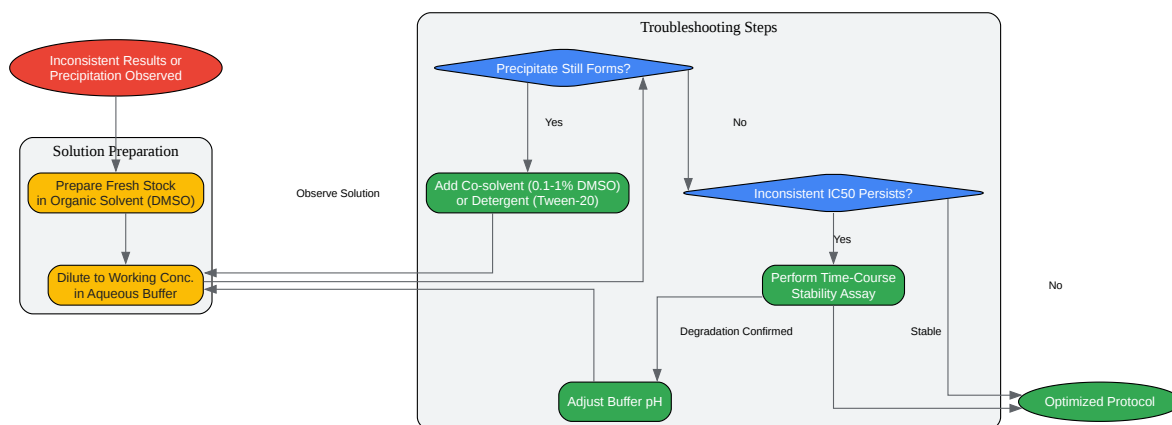 Troubleshooting Steps
Inconsistent Results or
Precipitation Observed
Precipitate Still Forms?
Yes
No
Solution Preparation
Prepare Fresh Stock
in Organic Solvent (DMSO)
Observe Solution
Add Co-solvent (0.1-1% DMSO)
or Detergent (Tween-20)
Inconsistent IC50 Persists?
Yes
Dilute to Working Conc.
in Aqueous Buffer
Perform Time-Course
Stability Assay
No
Degradation Confirmed
Stable
Adjust Buffer pH
Optimized Protocol